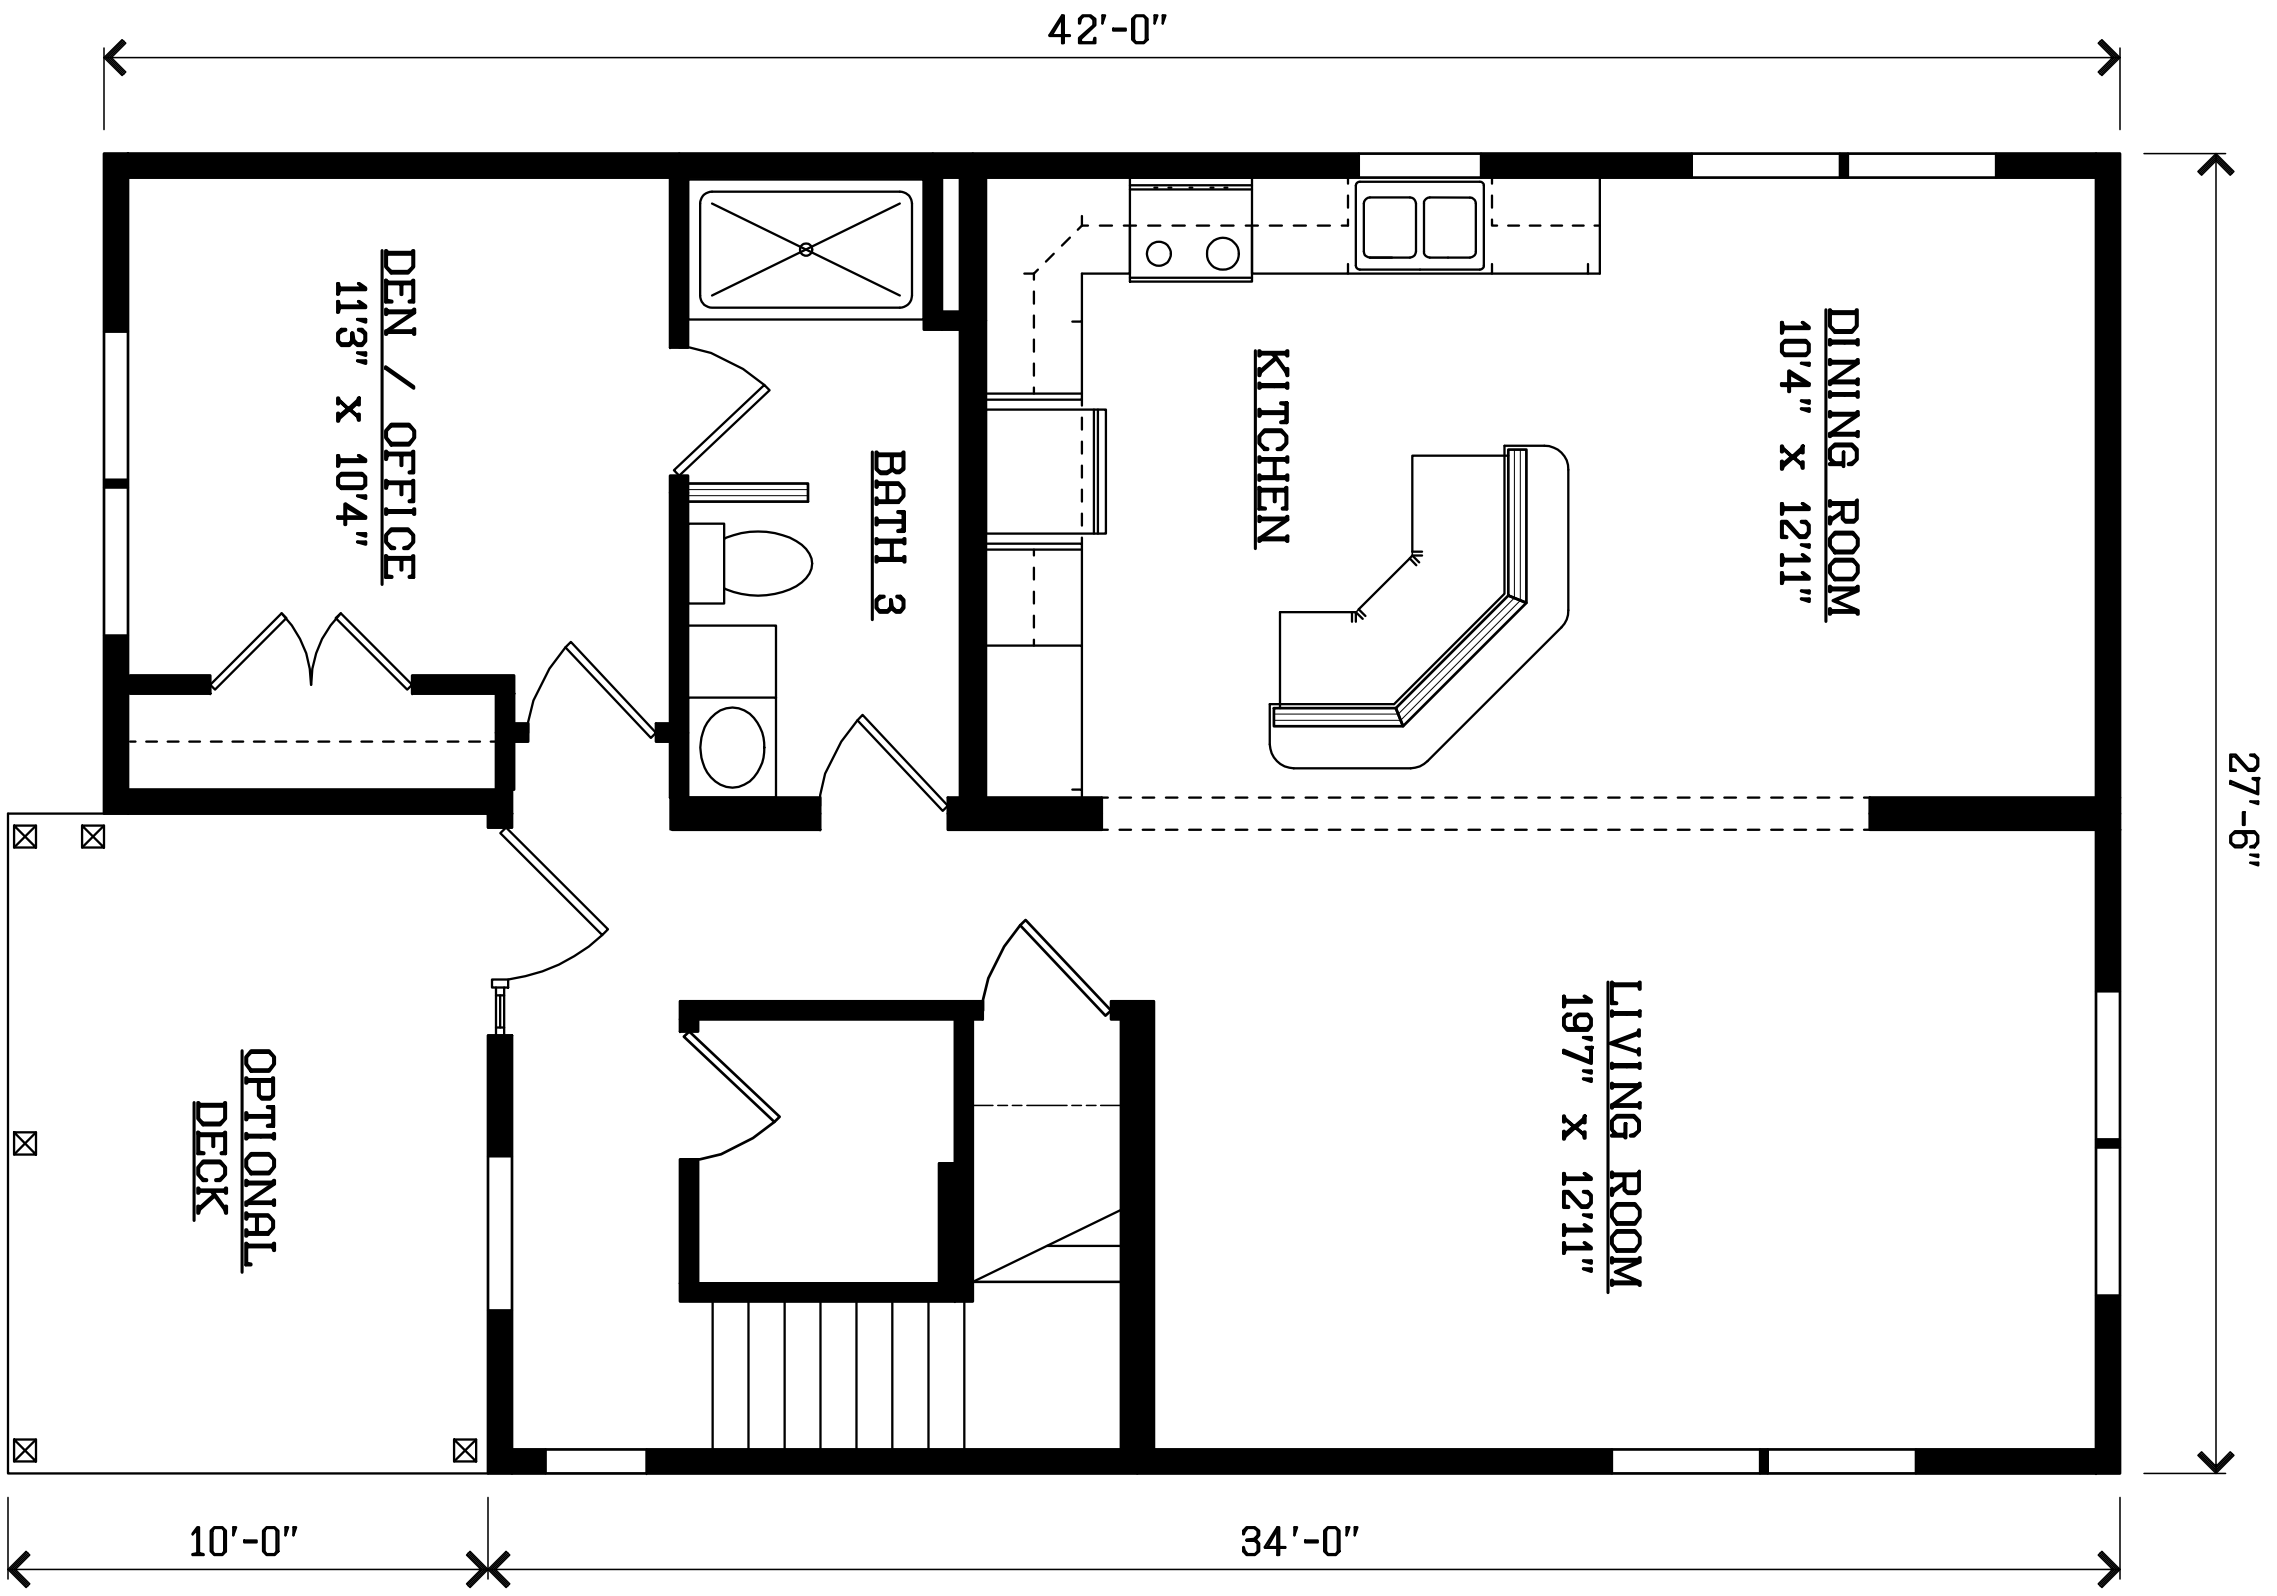 42'-0"
DEN / OFFICE
11'3" x 10'4"
BATH 3
KITCHEN
DINING ROOM
10'4" x 12'11"
27'-6"
LIVING ROOM
19'7" x 12'11"
OPTIONAL
DECK
10'-0"
34'-0"